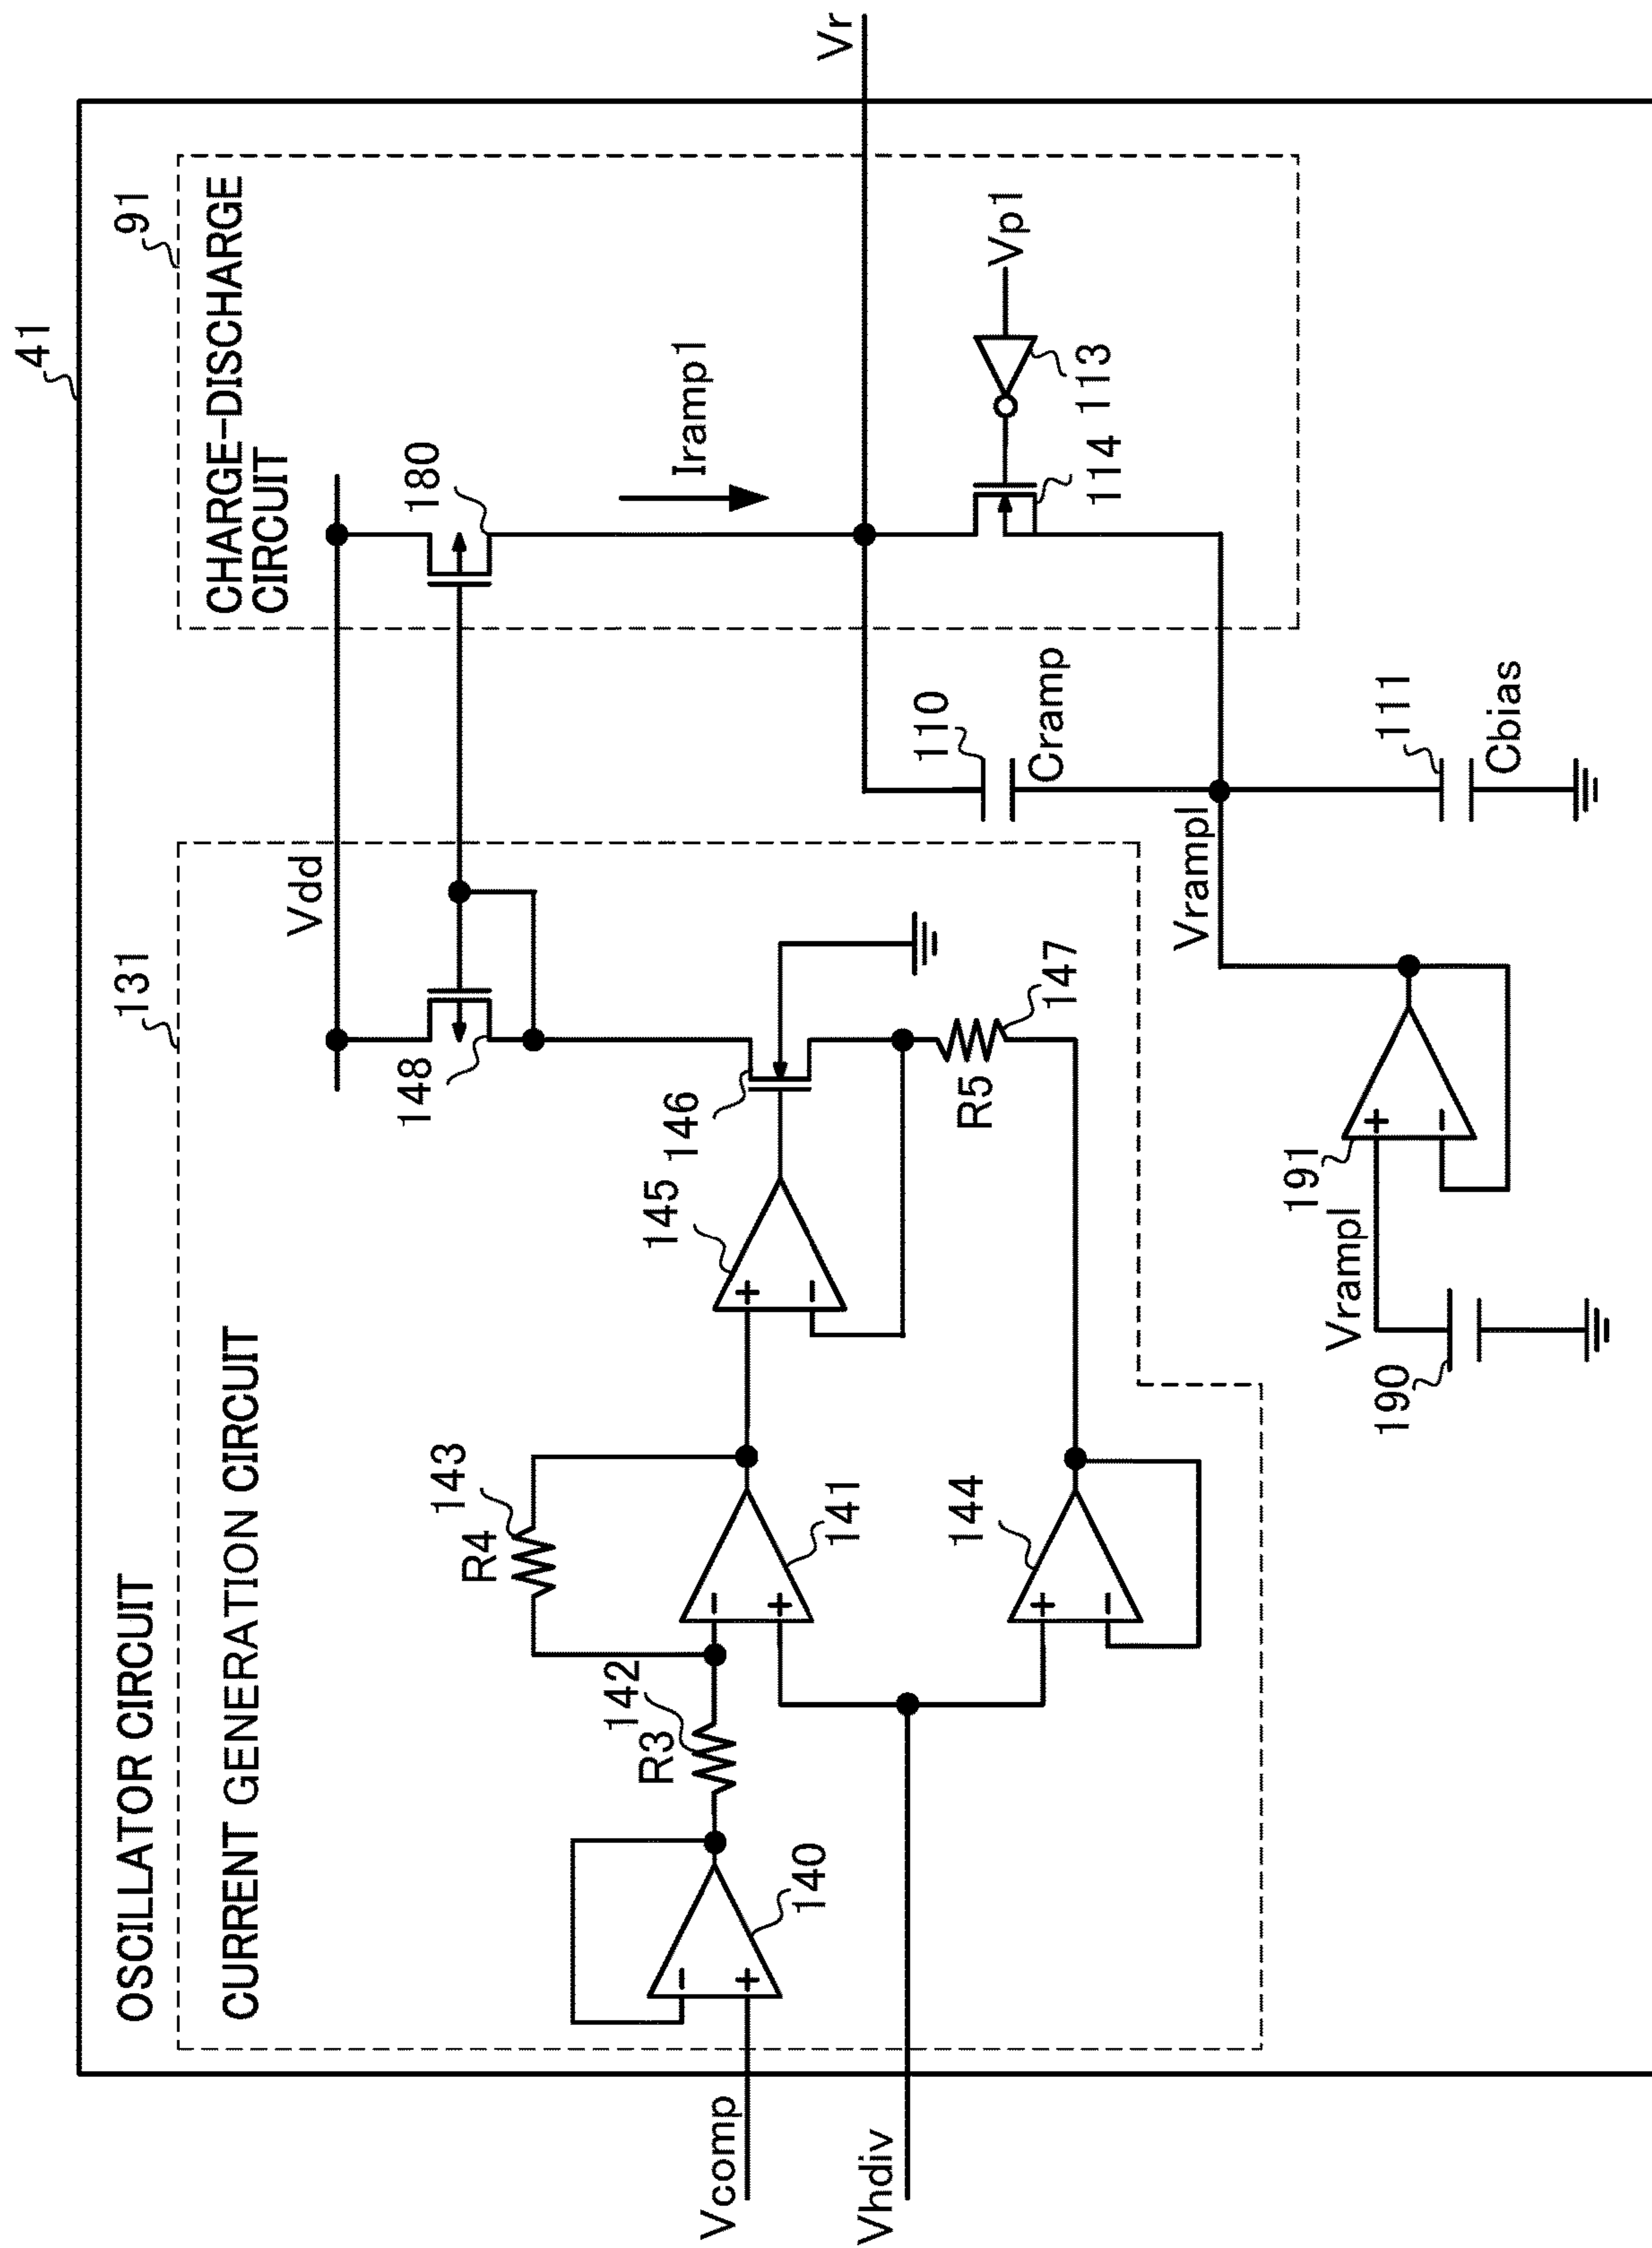 41
OSCILLATOR CIRCUIT
131
91
CURRENT GENERATION CIRCUIT
CHARGE-DISCHARGE
CIRCUIT
Vdd
148
180
R4
143
Iramp1
R3
142
145
146
Vcomp
140
141
Vr
Vhdiv
110
R5
147
144
Cramp
Vp1
113
114
Vrampl
191
Vrampl
190
111
Cbias
+
-
-
+
+
-
+
-
+
-